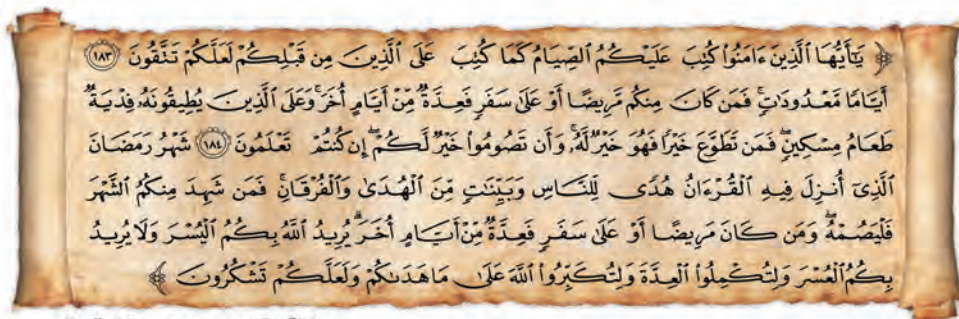 ﴿ يَٰٓأَيُّهَا ٱلَّذِينَ ءَامَنُوا۟ كُتِبَ عَلَيْكُمُ ٱلصِّيَامُ كَمَا كُتِبَ عَلَى ٱلَّذِينَ مِن قَبْلِكُمْ لَعَلَّكُمْ تَتَّقُونَ ١٨٣
أَيَّامًا مَّعْدُودَٰتٍۚ فَمَن كَانَ مِنكُم مَّرِيضًا أَوْ عَلَىٰ سَفَرٍ فَعِدَّةٌ مِّنْ أَيَّامٍ أُخَرَۚ وَعَلَى ٱلَّذِينَ يُطِيقُونَهُۥ فِدْيَةٌ
طَعَامُ مِسْكِينٍۖ فَمَن تَطَوَّعَ خَيْرًا فَهُوَ خَيْرٌ لَّهُۥۚ وَأَن تَصُومُوا۟ خَيْرٌ لَّكُمْۖ إِن كُنتُمْ تَعْلَمُونَ ١٨٤ شَهْرُ رَمَضَانَ
ٱلَّذِىٓ أُنزِلَ فِيهِ ٱلْقُرْءَانُ هُدًى لِّلنَّاسِ وَبَيِّنَٰتٍ مِّنَ ٱلْهُدَىٰ وَٱلْفُرْقَانِۚ فَمَن شَهِدَ مِنكُمُ ٱلشَّهْرَ
فَلْيَصُمْهُۖ وَمَن كَانَ مَرِيضًا أَوْ عَلَىٰ سَفَرٍ فَعِدَّةٌ مِّنْ أَيَّامٍ أُخَرَۗ يُرِيدُ ٱللَّهُ بِكُمُ ٱلْيُسْرَ وَلَا يُرِيدُ
بِكُمُ ٱلْعُسْرَ وَلِتُكْمِلُوا۟ ٱلْعِدَّةَ وَلِتُكَبِّرُوا۟ ٱللَّهَ عَلَىٰ مَا هَدَىٰكُمْ وَلَعَلَّكُمْ تَشْكُرُونَ ﴾